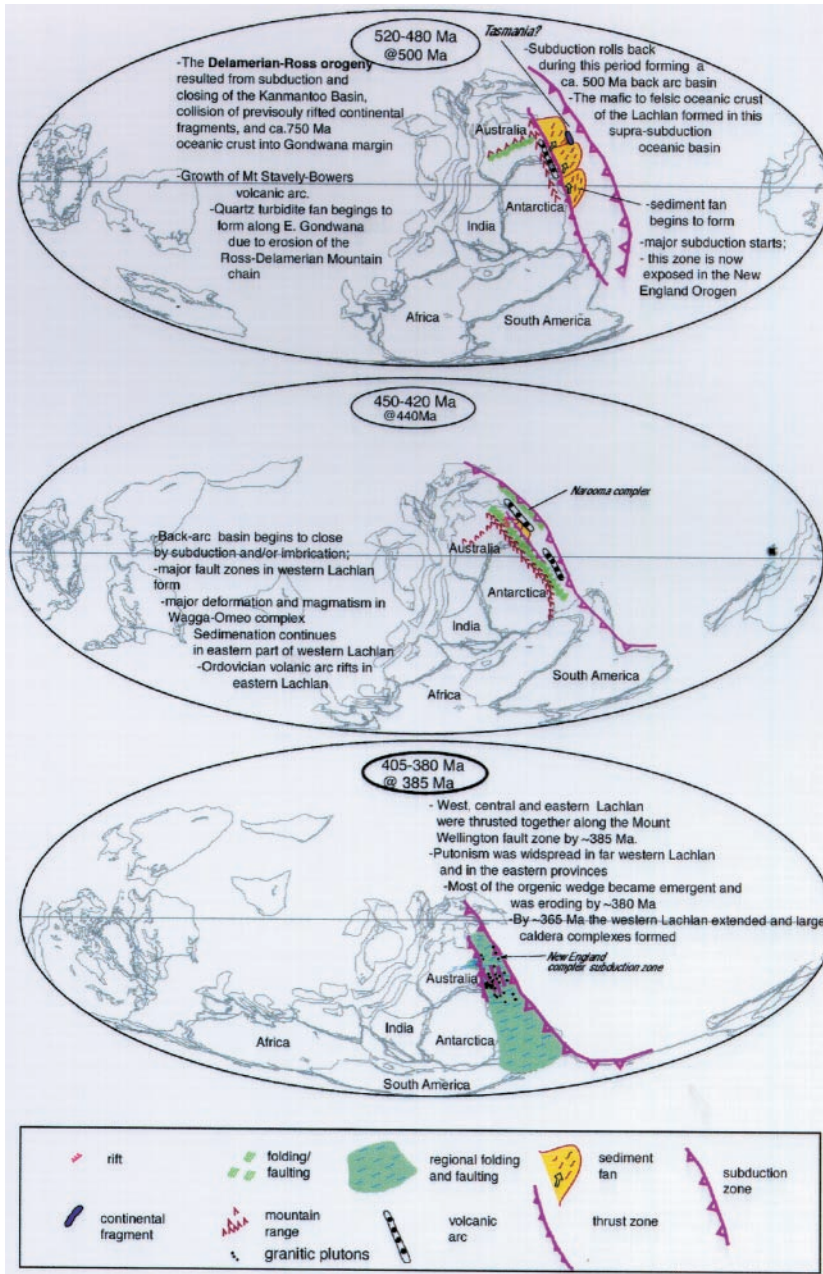 520-480 Ma
@500 Ma
Tasmania?
-The Delamerian-Ross orogeny
resulted from subduction and
closing of the Kanmantoo Basin,
collision of previsouly rifted continental
fragments, and ca.750 Ma
oceanic crust into Gondwana margin
-Growth of Mt Stavely-Bowers
volcanic arc.
-Quartz turbidite fan begings to
form along E. Gondwana
due to erosion of the
Ross-Delamerian Mountain
chain
-Subduction rolls back
during this period forming a
ca. 500 Ma back arc basin
-The mafic to felsic oceanic crust
of the Lachlan formed in this
supra-subduction
oceanic basin
-sediment fan
begins to form
-major subduction starts;
- this zone is now
exposed in the New
England Orogen
Australia
Antarctica
India
Africa
South America
450-420 Ma
@440Ma
Narooma complex
-Back-arc basin begins to close
by subduction and/or imbrication;
-major fault zones in western Lachlan
form
-major deformation and magmatism in
Wagga-Omeo complex
Sedimenation continues
in eastern part of western Lachlan
-Ordovician volanic arc rifts in
eastern Lachlan
Australia
Antarctica
India
South America
Africa
405-380 Ma
@ 385 Ma
- West, central and eastern Lachlan
were thrusted together along the Mount
Wellington fault zone by ~385 Ma.
-Putonism was widspread in far western Lachlan
and in the eastern provinces
-Most of the orgenic wedge became emergent and
was eroding by ~380 Ma
-By ~365 Ma the western Lachlan extended and large
caldera complexes formed
New England
complex subduction zone
Australia
India
Africa
Antarctica
South America
rift
folding/
faulting
regional folding
and faulting
sediment
fan
subduction
zone
continental
fragment
mountain
range
granitic plutons
volcanic
arc
thrust zone